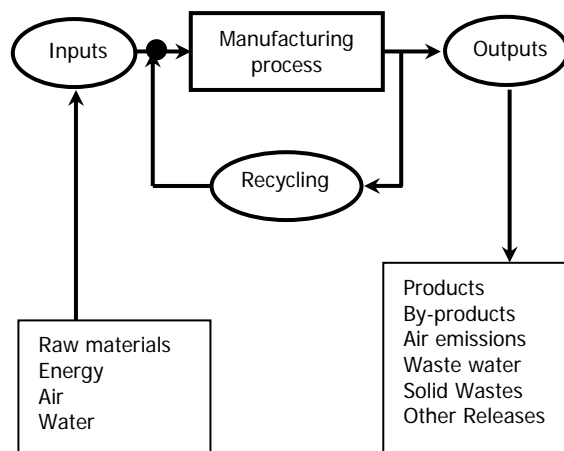 Inputs
Manufacturing
process
Outputs
Recycling
Raw materials
Energy
Air
Water
Products
By-products
Air emissions
Waste water
Solid Wastes
Other Releases